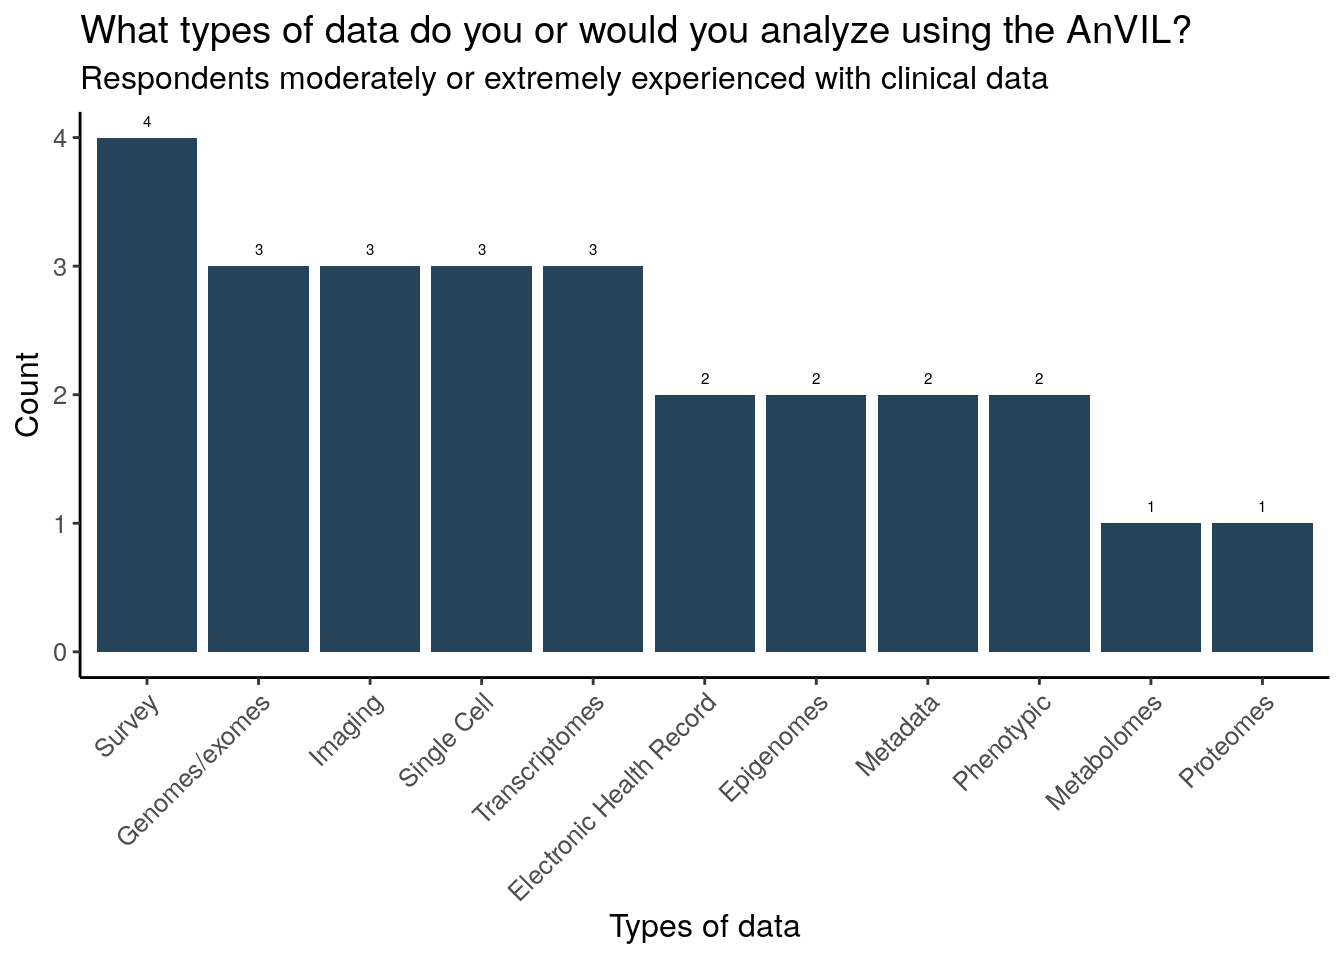 What types of data do you or would you analyze using the AnVIL?
Respondents moderately or extremely experienced with clinical data
4
3
3
3
3
2
2
2
2
1
1
4
3
2
1
0
Count
Survey
Genomes/exomes
Imaging
Single Cell
Transcriptomes
Electronic Health Record
Epigenomes
Metadata
Phenotypic
Metabolomes
Proteomes
Types of data